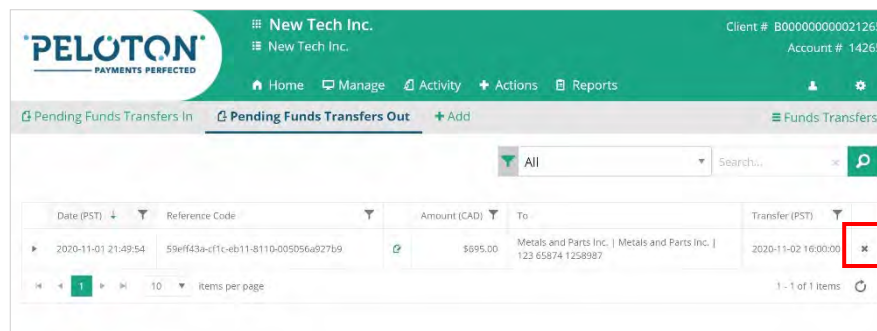 PELOTON
PAYMENTS PERFECTED
New Tech Inc.
New Tech Inc.
Client # B00000000002126
Account # 1426
Home Manage Activity + Actions Reports
Pending Funds Transfers In Pending Funds Transfers Out + Add Funds Transfers
All Search...
Date (PST) Reference Code Amount (CAD) To Transfer (PST)
2020-11-01 21:49:54 59eff43a-cf1c-eb11-8110-005056a927b9 $695.00 Metals and Parts Inc. | Metals and Parts Inc. | 2020-11-02 16:00:00
123 65874 1258987
1 10 items per page 1 - 1 of 1 items